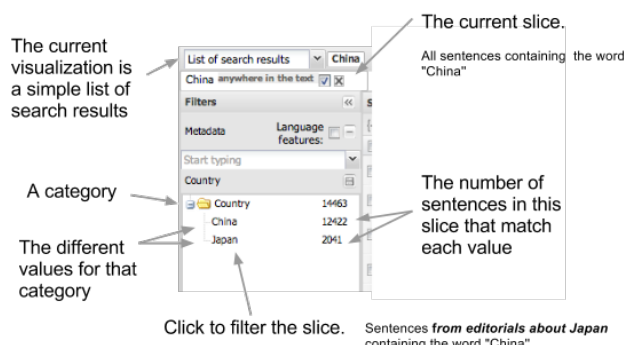 The current slice.
All sentences containing the word
"China"
The current
visualization is
a simple list of
search results
List of search results
China
China anywhere in the text
Filters
S
Metadata
Language
features:
Start typing
Country
A category
Country 14463
China 12422
Japan 2041
The different
values for that
category
The number of
sentences in this
slice that match
each value
Click to filter the slice.
Sentences from editorials about Japan
containing the word "China"